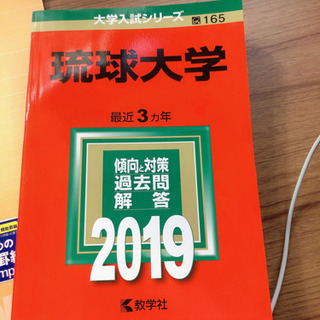 大学入試シリーズ 165
琉球大学
最近3ヵ年
傾向と対策
過去問
解答
2019
教学社